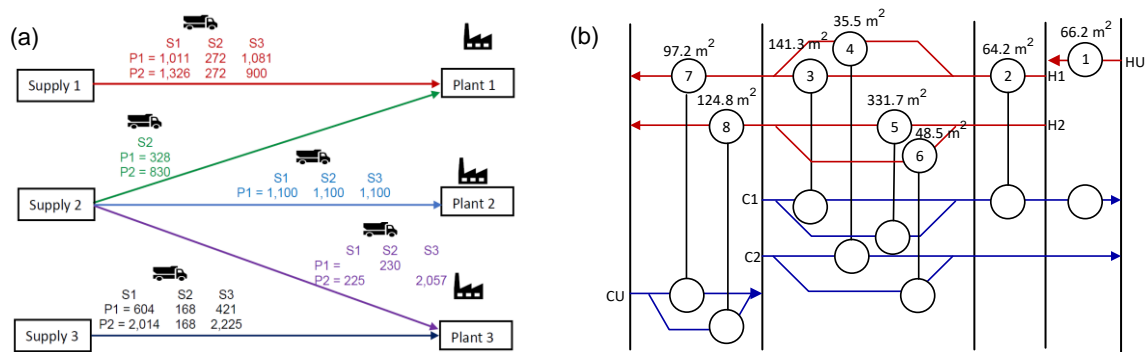 (a)
S1 S2 S3
P1 = 1,011 272 1,081
P2 = 1,326 272 900
Supply 1
Plant 1
S2
P1 = 328
P2 = 830
S1 S2 S3
P1 = 1,100 1,100 1,100
Supply 2
Plant 2
S1 S2 S3
P1 = 230
P2 = 225 2,057
S1 S2 S3
P1 = 604 168 421
P2 = 2,014 168 2,225
Supply 3
Plant 3
(b)
35.5 m²
66.2 m²
97.2 m²
141.3 m²
64.2 m²
4
1
HU
7
3
2
H1
124.8 m²
331.7 m²
8
5
H2
48.5 m²
6
C1
C2
CU